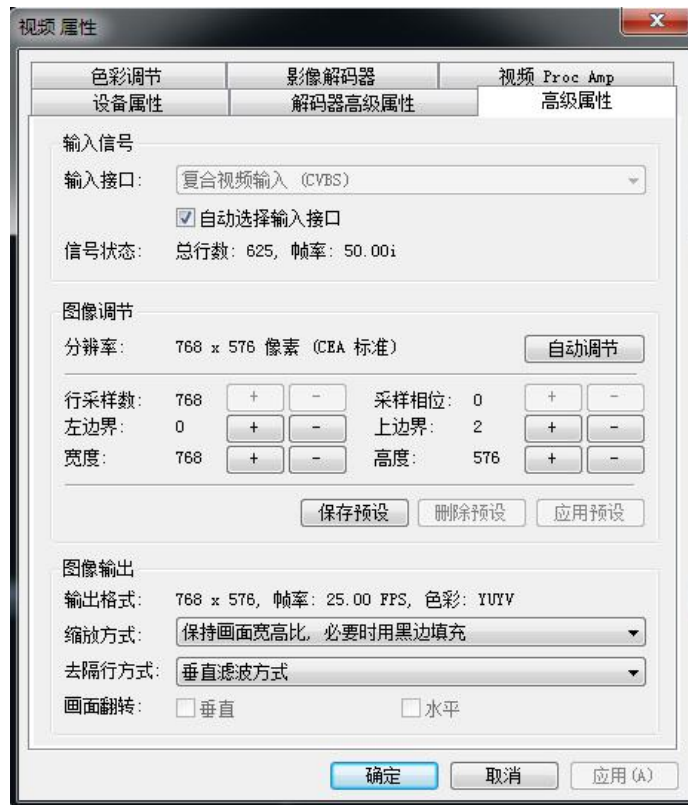 视频 属性
色彩调节 影像解码器 视频 Proc Amp
设备属性 解码器高级属性 高级属性
输入信号
输入接口: 复合视频输入 (CVBS)
自动选择输入接口
信号状态: 总行数: 625, 帧率: 50.00i
图像调节
分辨率: 768 x 576 像素 (CEA 标准) 自动调节
行采样数: 768 + - 采样相位: 0 + -
左边界: 0 + - 上边界: 2 + -
宽度: 768 + - 高度: 576 + -
保存预设 删除预设 应用预设
图像输出
输出格式: 768 x 576, 帧率: 25.00 FPS, 色彩: YUYV
缩放方式: 保持画面宽高比, 必要时用黑边填充
去隔行方式: 垂直滤波方式
画面翻转: 垂直 水平
确定 取消 应用(A)